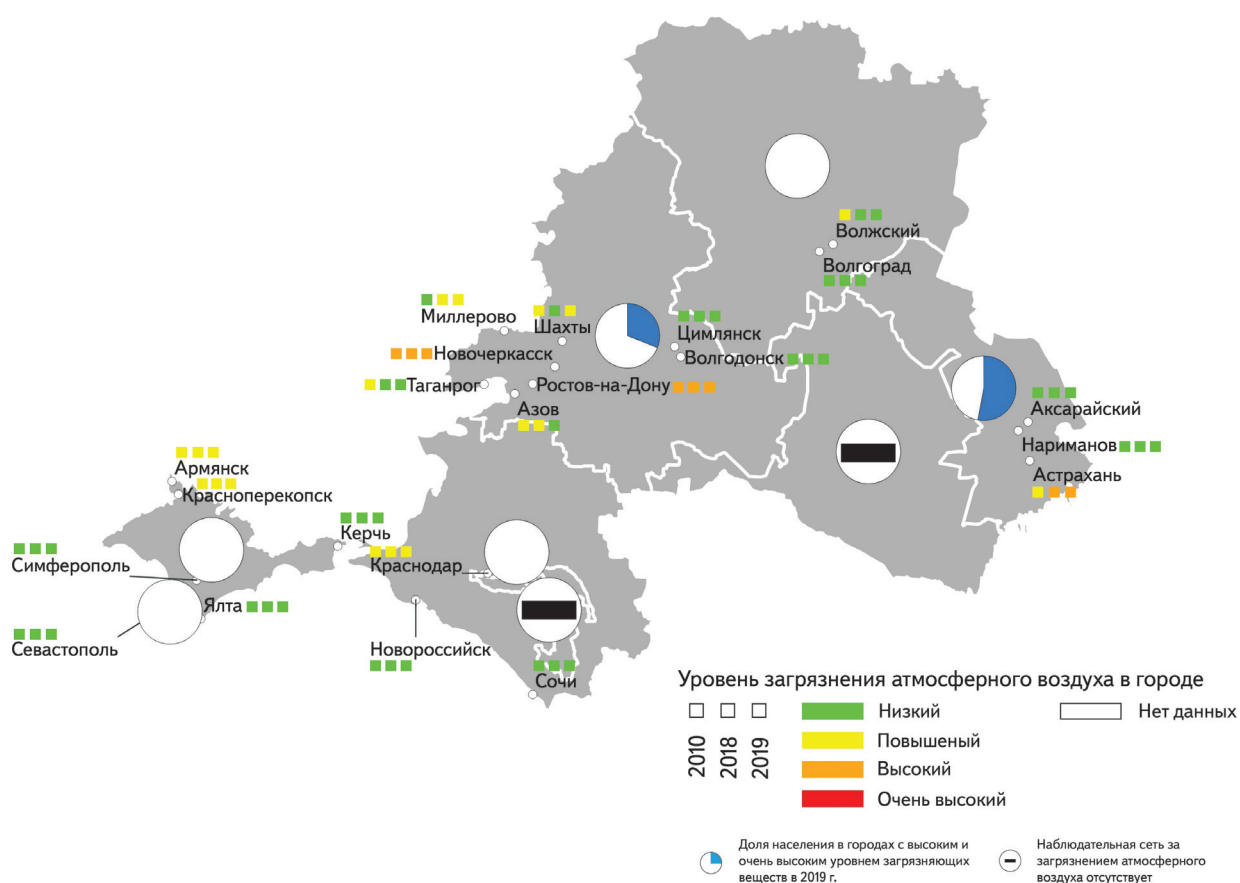 Волжский
Волгоград
Миллерово
Шахты
Цимлянск
Новочеркасск
Волгодонск
Таганрог
Ростов-на-Дону
Азов
Аксарайский
Нариманов
Астрахань
Армянск
Красноперекопск
Керчь
Симферополь
Краснодар
Ялта
Севастополь
Новороссийск
Сочи
Уровень загрязнения атмосферного воздуха в городе
2010
2018
2019
Низкий
Повышеный
Высокий
Очень высокий
Нет данных
Доля населения в городах с высоким и
очень высоким уровнем загрязняющих
веществ в 2019 г.
Наблюдательная сеть за
загрязнением атмосферного
воздуха отсутствует